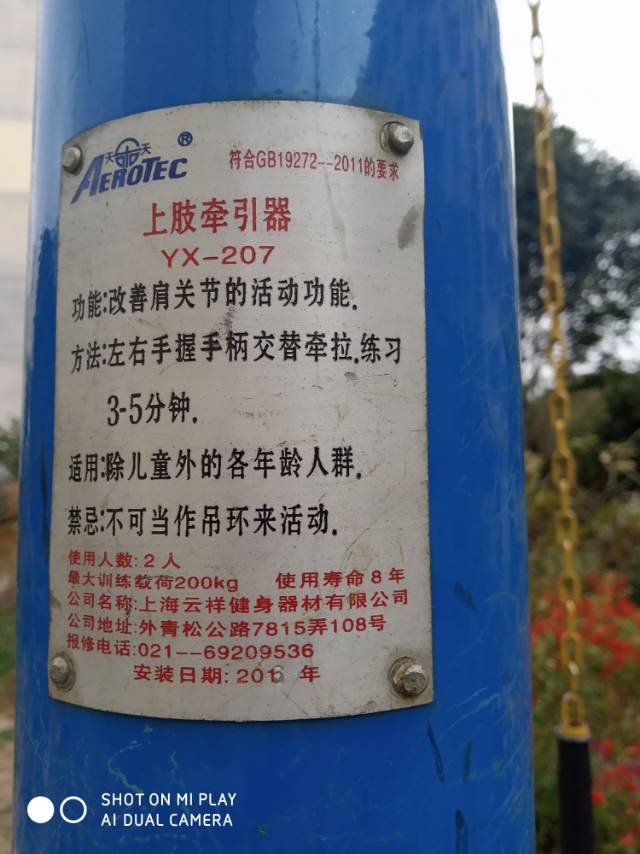 天天
AEROTEC®
符合GB19272--2011的要求
上肢牵引器
YX-207
功能:改善肩关节的活动功能.
方法:左右手握手柄交替牵拉.练习
3-5分钟.
适用:除儿童外的各年龄人群.
禁忌:不可当作吊环来活动.
使用人数:2人
最大训练载荷200kg 使用寿命8年
公司名称:上海云祥健身器材有限公司
公司地址:外青松公路7815弄108号
报修电话:021--69209536
安装日期: 年
SHOT ON MI PLAY
AI DUAL CAMERA